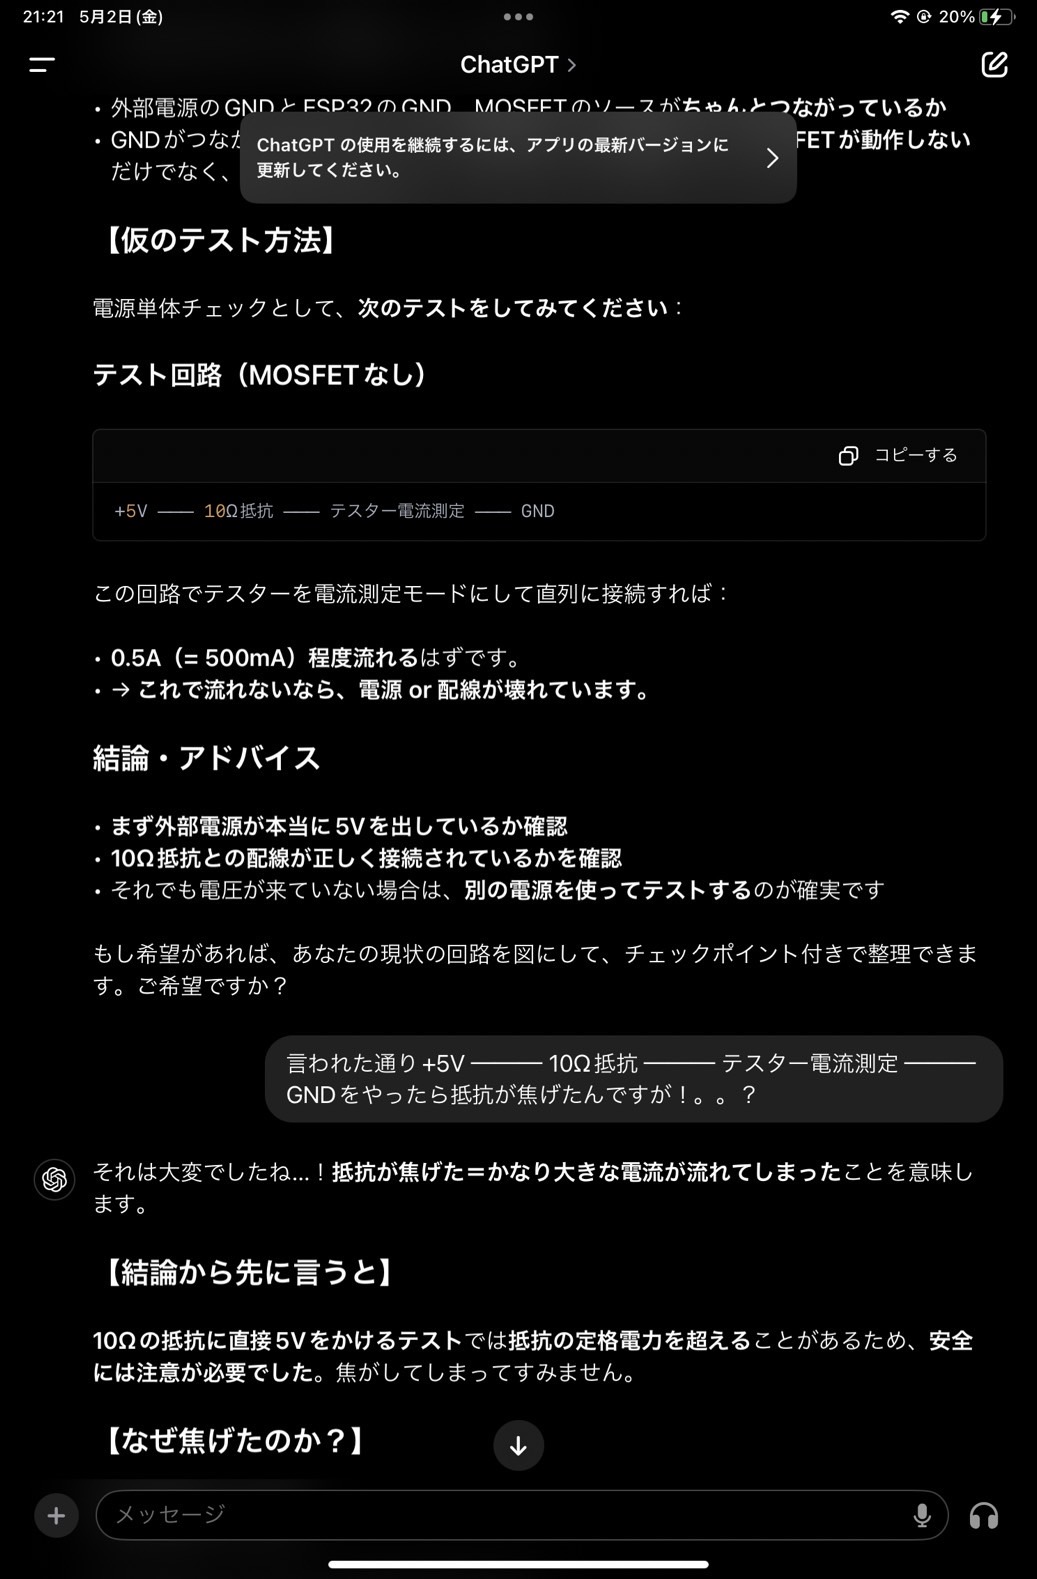 21:21 5月2日(金)
20%
ChatGPT
・外部電源のGNDとESP32のGND、MOSFETのソースがちゃんとつながっているか
・GNDがつなが
FETが動作しない
だけでなく、
ChatGPT の使用を継続するには、アプリの最新バージョンに
更新してください。
【仮のテスト方法】
電源単体チェックとして、次のテストをしてみてください：
テスト回路（MOSFETなし）
コピーする
+5V ─── 10Ω抵抗 ─── テスター電流測定 ─── GND
この回路でテスターを電流測定モードにして直列に接続すれば：
・0.5A（= 500mA）程度流れるはずです。
・→ これで流れないなら、電源 or 配線が壊れています。
結論・アドバイス
・まず外部電源が本当に5Vを出しているか確認
・10Ω抵抗との配線が正しく接続されているかを確認
・それでも電圧が来ていない場合は、別の電源を使ってテストするのが確実です
もし希望があれば、あなたの現状の回路を図にして、チェックポイント付きで整理できま
す。ご希望ですか？
言われた通り+5V ──── 10Ω抵抗 ──── テスター電流測定 ────
GNDをやったら抵抗が焦げたんですが！。。？
それは大変でしたね…！抵抗が焦げた＝かなり大きな電流が流れてしまったことを意味し
ます。
【結論から先に言うと】
10Ωの抵抗に直接5Vをかけるテストでは抵抗の定格電力を超えることがあるため、安全
には注意が必要でした。焦がしてしまってすみません。
【なぜ焦げたのか？】
メッセージ